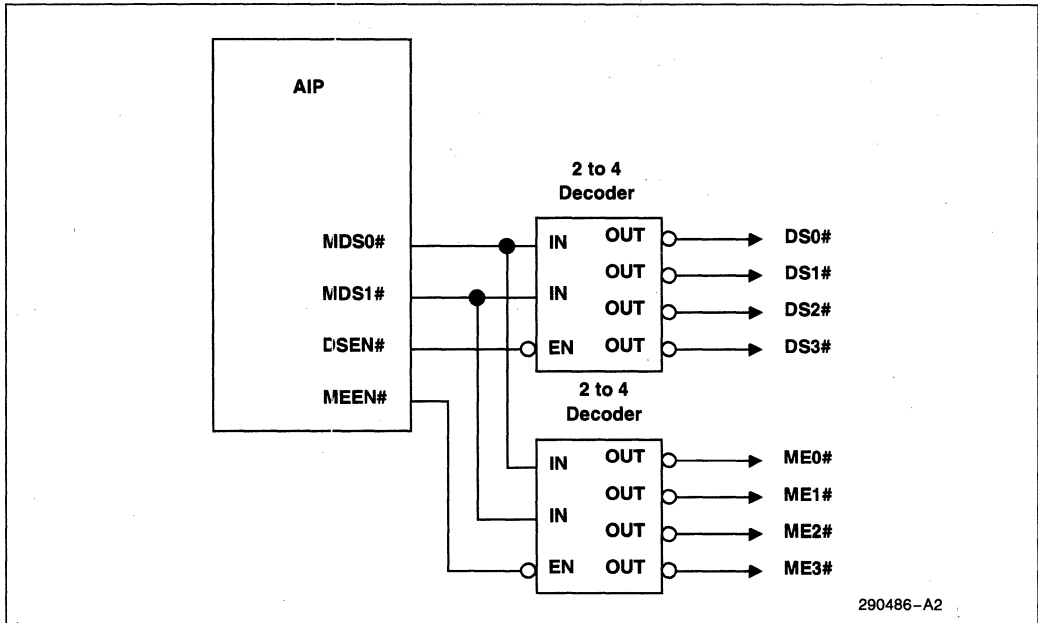 AIP
MDS0#
MDS1#
DSEN#
MEEN#
2 to 4
Decoder
IN OUT DS0#
OUT DS1#
IN OUT DS2#
EN OUT DS3#
2 to 4
Decoder
IN OUT ME0#
OUT ME1#
IN OUT ME2#
EN OUT ME3#
290486–A2